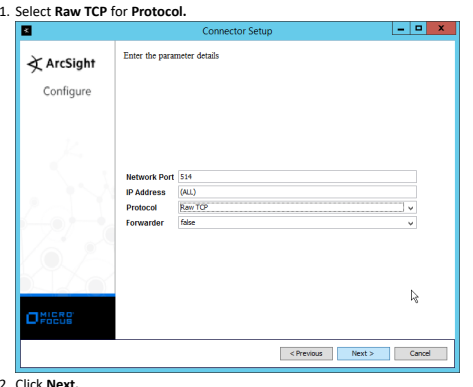 1. Select Raw TCP for Protocol.
Connector Setup
ArcSight
Configure
Enter the parameter details
Network Port 514
IP Address (ALL)
Protocol Raw TCP
Forwarder false
MICRO
FOCUS
< Previous Next > Cancel
2. Click Next.